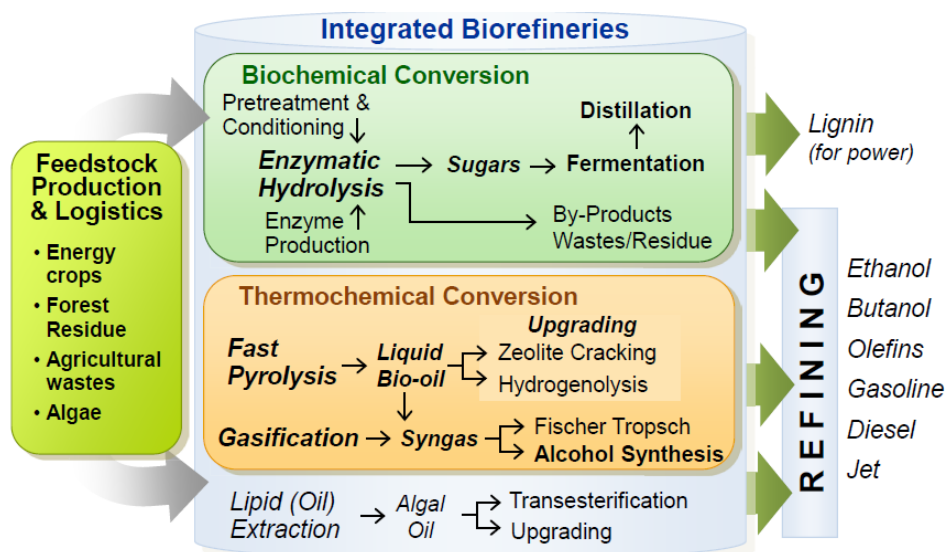 Integrated Biorefineries
Feedstock
Production
& Logistics
• Energy
crops
• Forest
Residue
• Agricultural
wastes
• Algae
Biochemical Conversion
Pretreatment &
Conditioning
Enzymatic
Hydrolysis
Enzyme
Production
Sugars
Distillation
Fermentation
By-Products
Wastes/Residue
Thermochemical Conversion
Fast
Pyrolysis
Liquid
Bio-oil
Upgrading
Zeolite Cracking
Hydrogenolysis
Gasification
Syngas
Fischer Tropsch
Alcohol Synthesis
Lipid (Oil)
Extraction
Algal
Oil
Transesterification
Upgrading
Lignin
(for power)
REFINING
Ethanol
Butanol
Olefins
Gasoline
Diesel
Jet